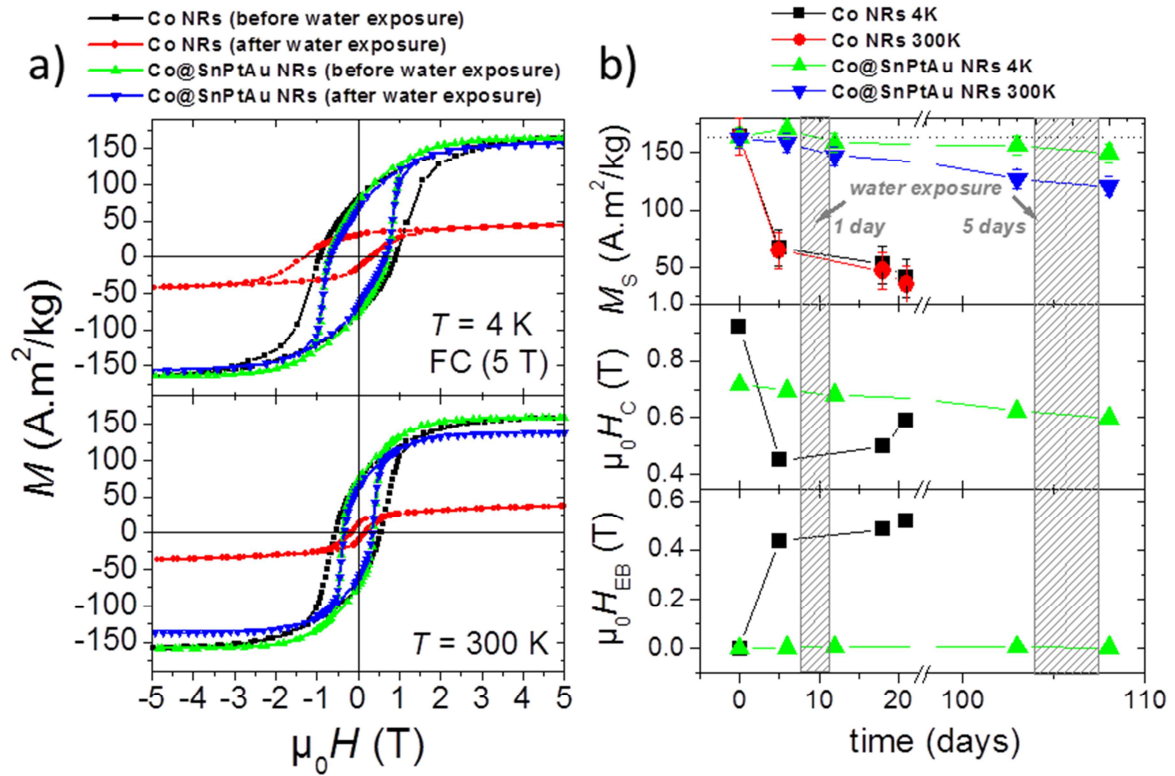 a)
Co NRs (before water exposure)
Co NRs (after water exposure)
Co@SnPtAu NRs (before water exposure)
Co@SnPtAu NRs (after water exposure)
M (A.m²/kg)
150
100
50
0
-50
-100
-150
T = 4 K
FC (5 T)
150
100
50
0
-50
-100
-150
T = 300 K
-5 -4 -3 -2 -1 0 1 2 3 4 5
μ₀H (T)
b)
Co NRs 4K
Co NRs 300K
Co@SnPtAu NRs 4K
Co@SnPtAu NRs 300K
M_S (A.m²/kg)
150
100
50
water exposure
1 day
5 days
μ₀H_C (T)
1.0
0.8
0.6
0.4
μ₀H_EB (T)
0.6
0.4
0.2
0.0
0 10 20 100 110
time (days)